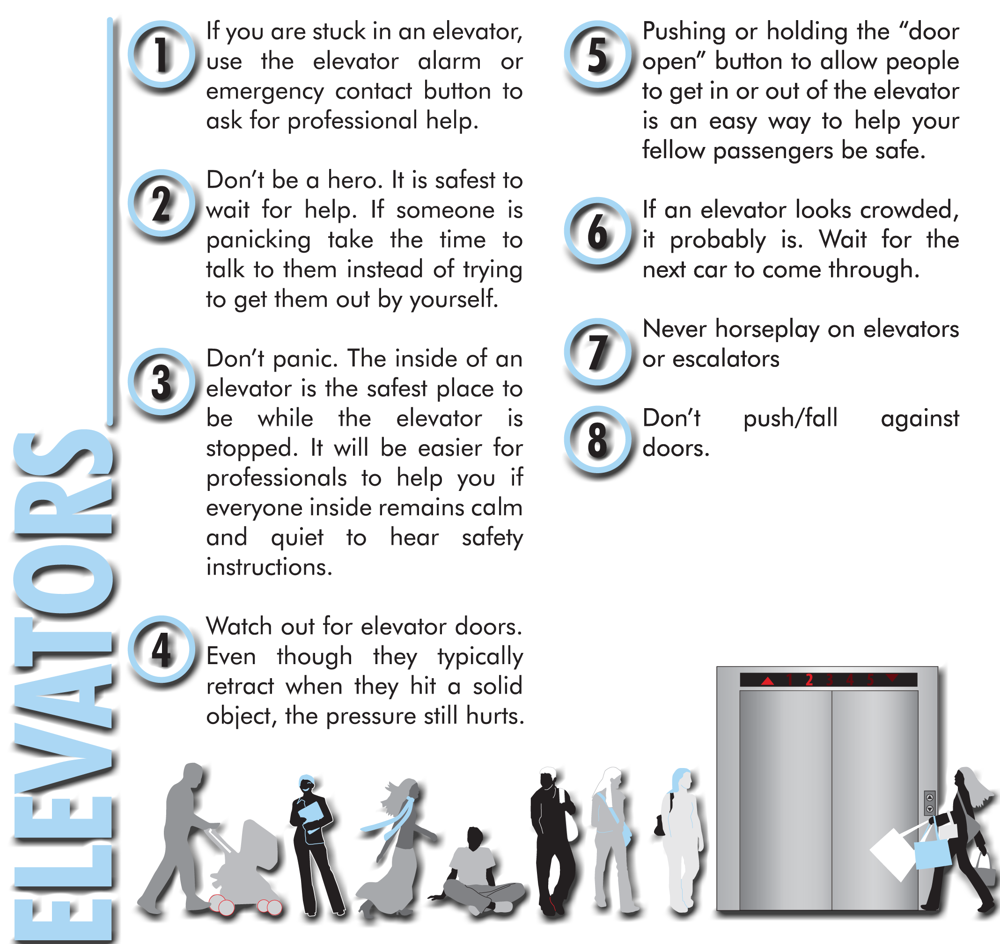 ELEVATORS
1
If you are stuck in an elevator,
use the elevator alarm or
emergency contact button to
ask for professional help.
2
Don't be a hero. It is safest to
wait for help. If someone is
panicking take the time to
talk to them instead of trying
to get them out by yourself.
3
Don't panic. The inside of an
elevator is the safest place to
be while the elevator is
stopped. It will be easier for
professionals to help you if
everyone inside remains calm
and quiet to hear safety
instructions.
4
Watch out for elevator doors.
Even though they typically
retract when they hit a solid
object, the pressure still hurts.
5
Pushing or holding the “door
open” button to allow people
to get in or out of the elevator
is an easy way to help your
fellow passengers be safe.
6
If an elevator looks crowded,
it probably is. Wait for the
next car to come through.
7
Never horseplay on elevators
or escalators
8
Don't push/fall against
doors.
1 2 3 4 5